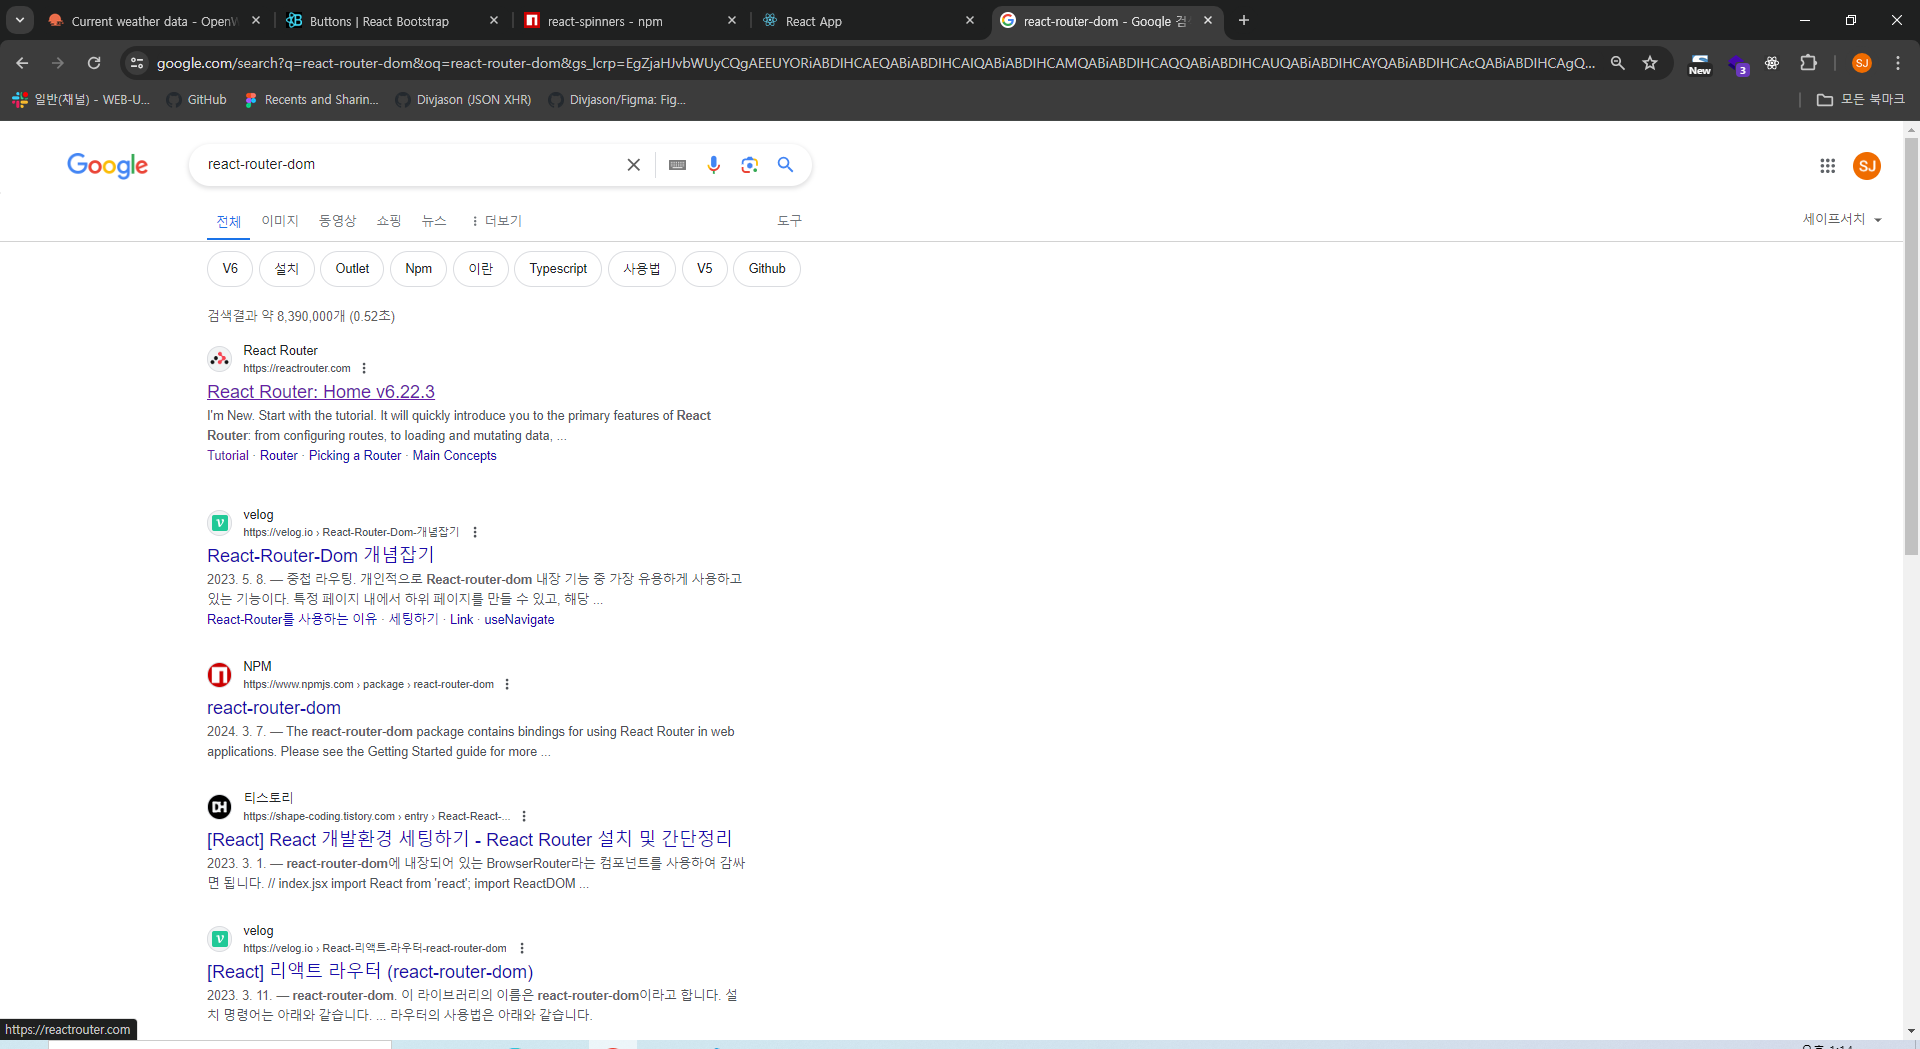 Current weather data - OpenW
Buttons | React Bootstrap
react-spinners - npm
React App
react-router-dom - Google 검
google.com/search?q=react-router-dom&oq=react-router-dom&gs_lcrp=EgZjaHJvbWUyCQgAEEUYORiABDIHCAEQABiABDIHCAIQABiABDIHCAMQABiABDIHCAQQABiABDIHCAUQABiABDIHCAYQABiABDIHCAcQABiABDIHCAgQ...
New
3
SJ
일반(채널) - WEB-U...
GitHub
Recents and Sharin...
Divjason (JSON XHR)
Divjason/Figma: Fig...
모든 북마크
Google
react-router-dom
SJ
전체
이미지
동영상
쇼핑
뉴스
더보기
도구
세이프서치
V6
설치
Outlet
Npm
이란
Typescript
사용법
V5
Github
검색결과 약 8,390,000개 (0.52초)
React Router
https://reactrouter.com
React Router: Home v6.22.3
I'm New. Start with the tutorial. It will quickly introduce you to the primary features of React
Router: from configuring routes, to loading and mutating data, ...
Tutorial · Router · Picking a Router · Main Concepts
velog
https://velog.io › React-Router-Dom-개념잡기
React-Router-Dom 개념잡기
2023. 5. 8. — 중첩 라우팅. 개인적으로 React-router-dom 내장 기능 중 가장 유용하게 사용하고
있는 기능이다. 특정 페이지 내에서 하위 페이지를 만들 수 있고, 해당 ...
React-Router를 사용하는 이유 · 세팅하기 · Link · useNavigate
NPM
https://www.npmjs.com › package › react-router-dom
react-router-dom
2024. 3. 7. — The react-router-dom package contains bindings for using React Router in web
applications. Please see the Getting Started guide for more ...
티스토리
https://shape-coding.tistory.com › entry › React-React-...
[React] React 개발환경 세팅하기 - React Router 설치 및 간단정리
2023. 3. 1. — react-router-dom에 내장되어 있는 BrowserRouter라는 컴포넌트를 사용하여 감싸
면 됩니다. // index.jsx import React from 'react'; import ReactDOM ...
velog
https://velog.io › React-리액트-라우터-react-router-dom
[React] 리액트 라우터 (react-router-dom)
2023. 3. 11. — react-router-dom. 이 라이브러리의 이름은 react-router-dom이라고 합니다. 설
치 명령어는 아래와 같습니다. ... 라우터의 사용법은 아래와 같습니다.
https://reactrouter.com